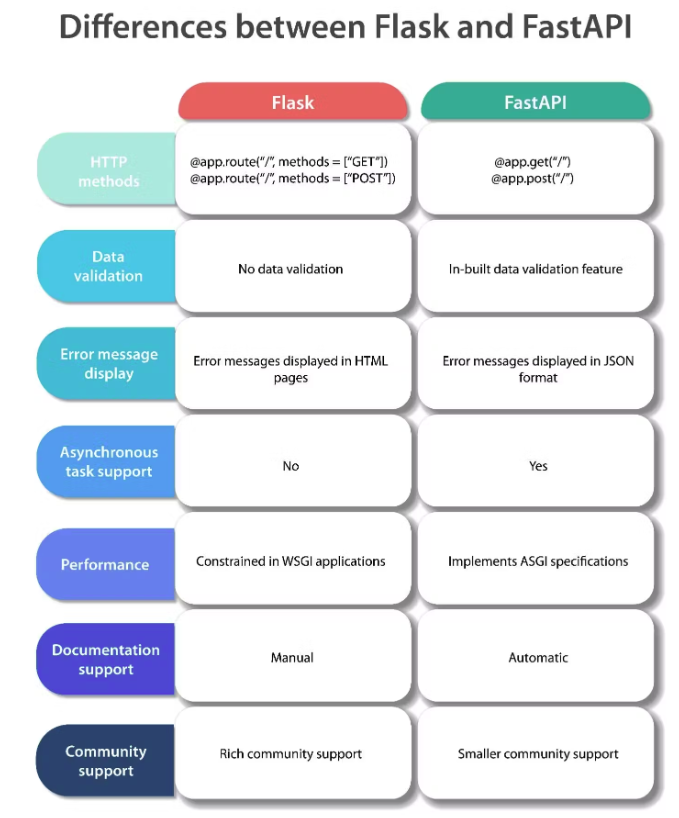 Differences between Flask and FastAPI
Flask
FastAPI
HTTP
methods
@app.route(“/”, methods = [“GET”])
@app.route(“/”, methods = [“POST”])
@app.get(“/”)
@app.post(“/”)
Data
validation
No data validation
In-built data validation feature
Error message
display
Error messages displayed in HTML
pages
Error messages displayed in JSON
format
Asynchronous
task support
No
Yes
Performance
Constrained in WSGI applications
Implements ASGI specifications
Documentation
support
Manual
Automatic
Community
support
Rich community support
Smaller community support